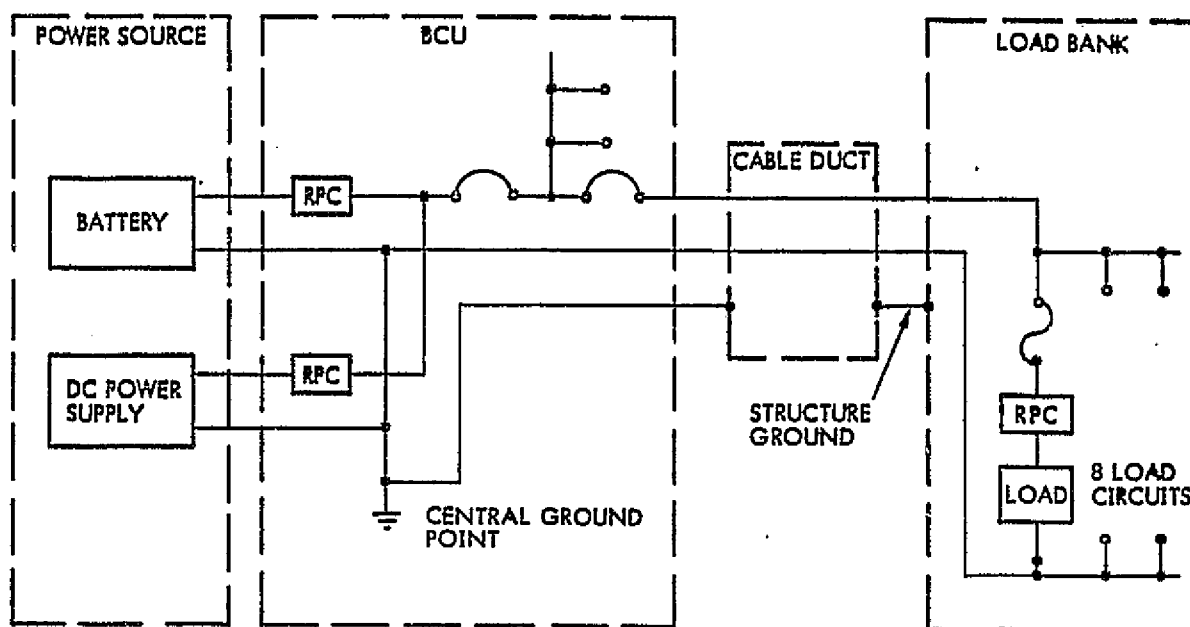 POWER SOURCE
BCU
LOAD BANK
CABLE DUCT
BATTERY
RPC
DC POWER
SUPPLY
RPC
STRUCTURE
GROUND
RPC
LOAD
8 LOAD
CIRCUITS
CENTRAL GROUND
POINT